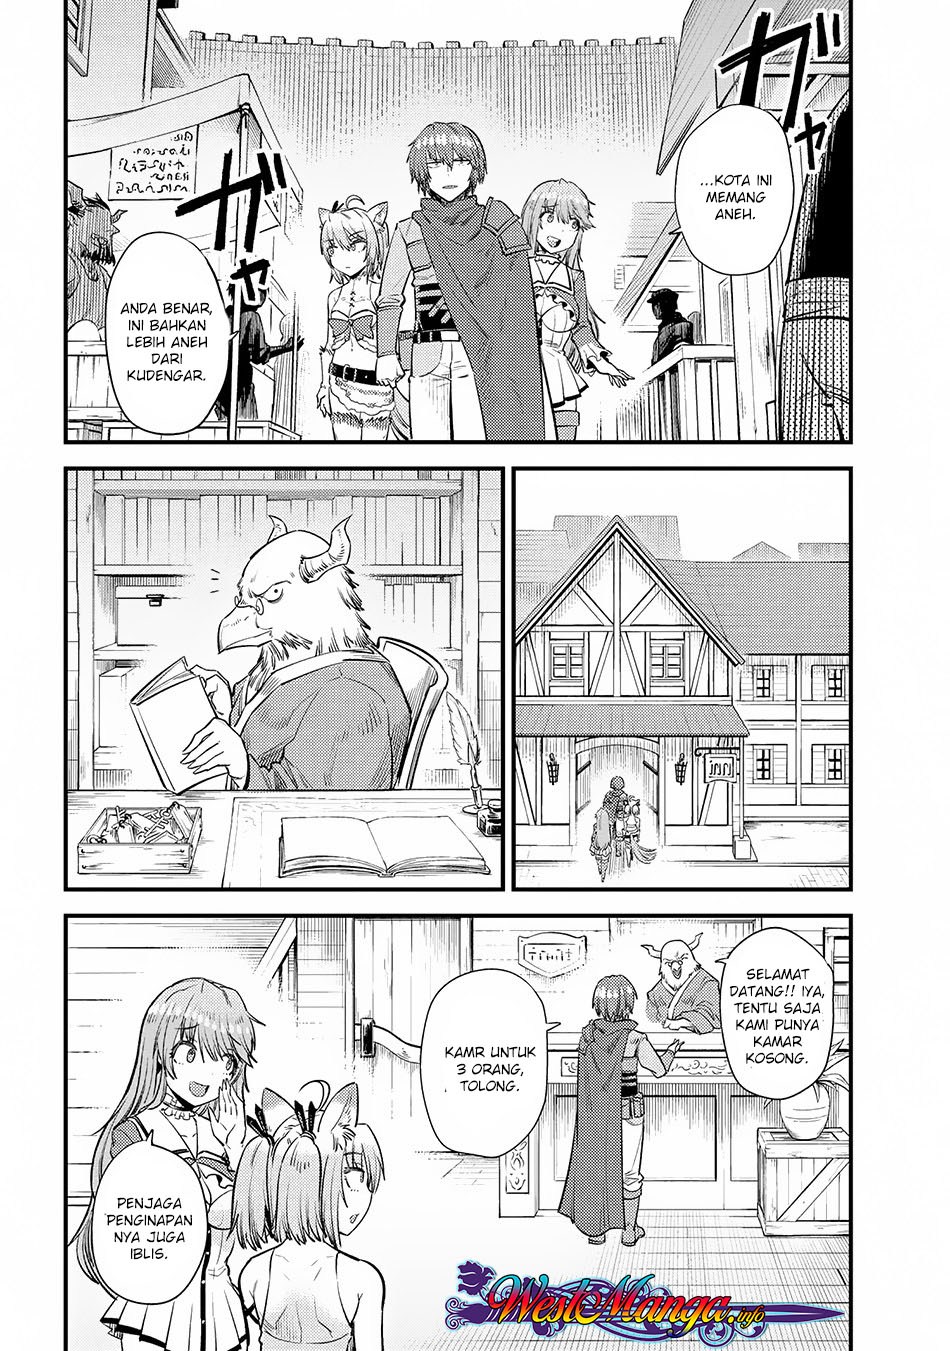 ガヤ
...KOTA INI
MEMANG
ANEH.
ガヤ
ANDA BENAR,
INI BAHKAN
LEBIH ANEH
DARI
KUDENGAR.
INN
SELAMAT
DATANG!! IYA,
TENTU SAJA
KAMI PUNYA
KAMAR
KOSONG.
KAMR UNTUK
3 ORANG,
TOLONG.
PENJAGA
PENGINAPAN
NYA JUGA
IBLIS.
WestManga.info